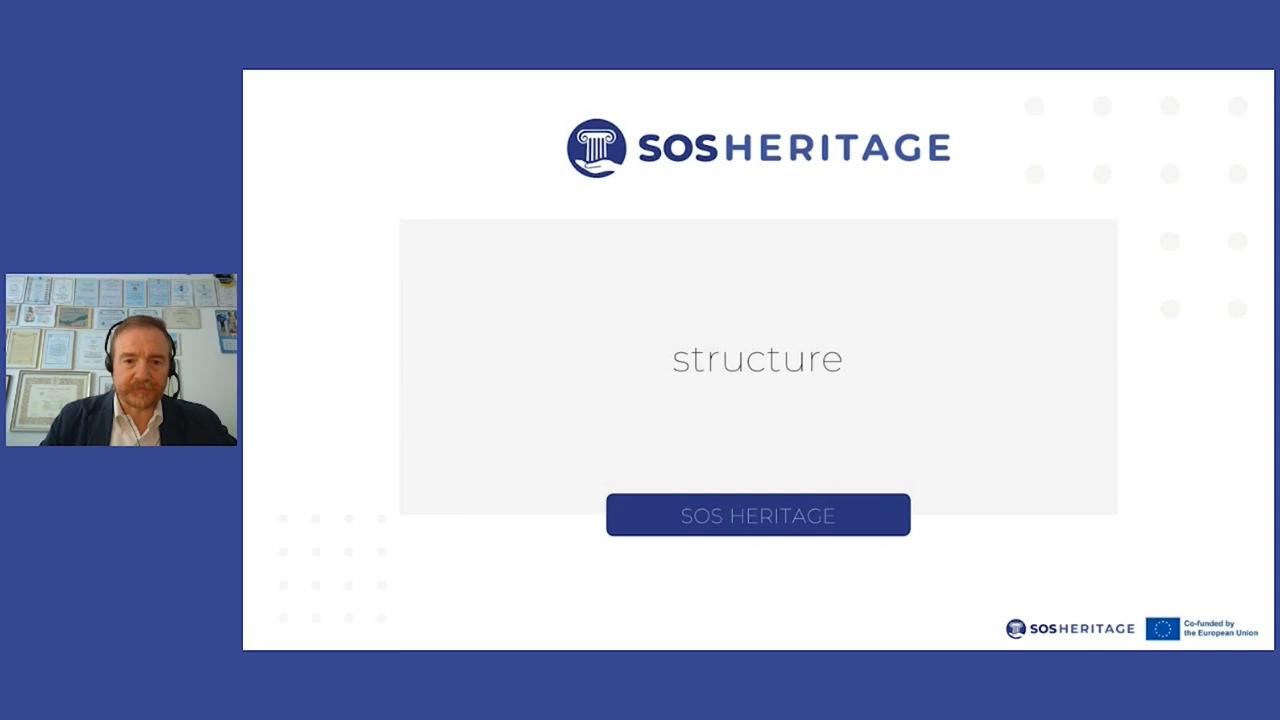 SOSHERITAGE
structure
SOS HERITAGE
SOSHERITAGE
Co-funded by
the European Union